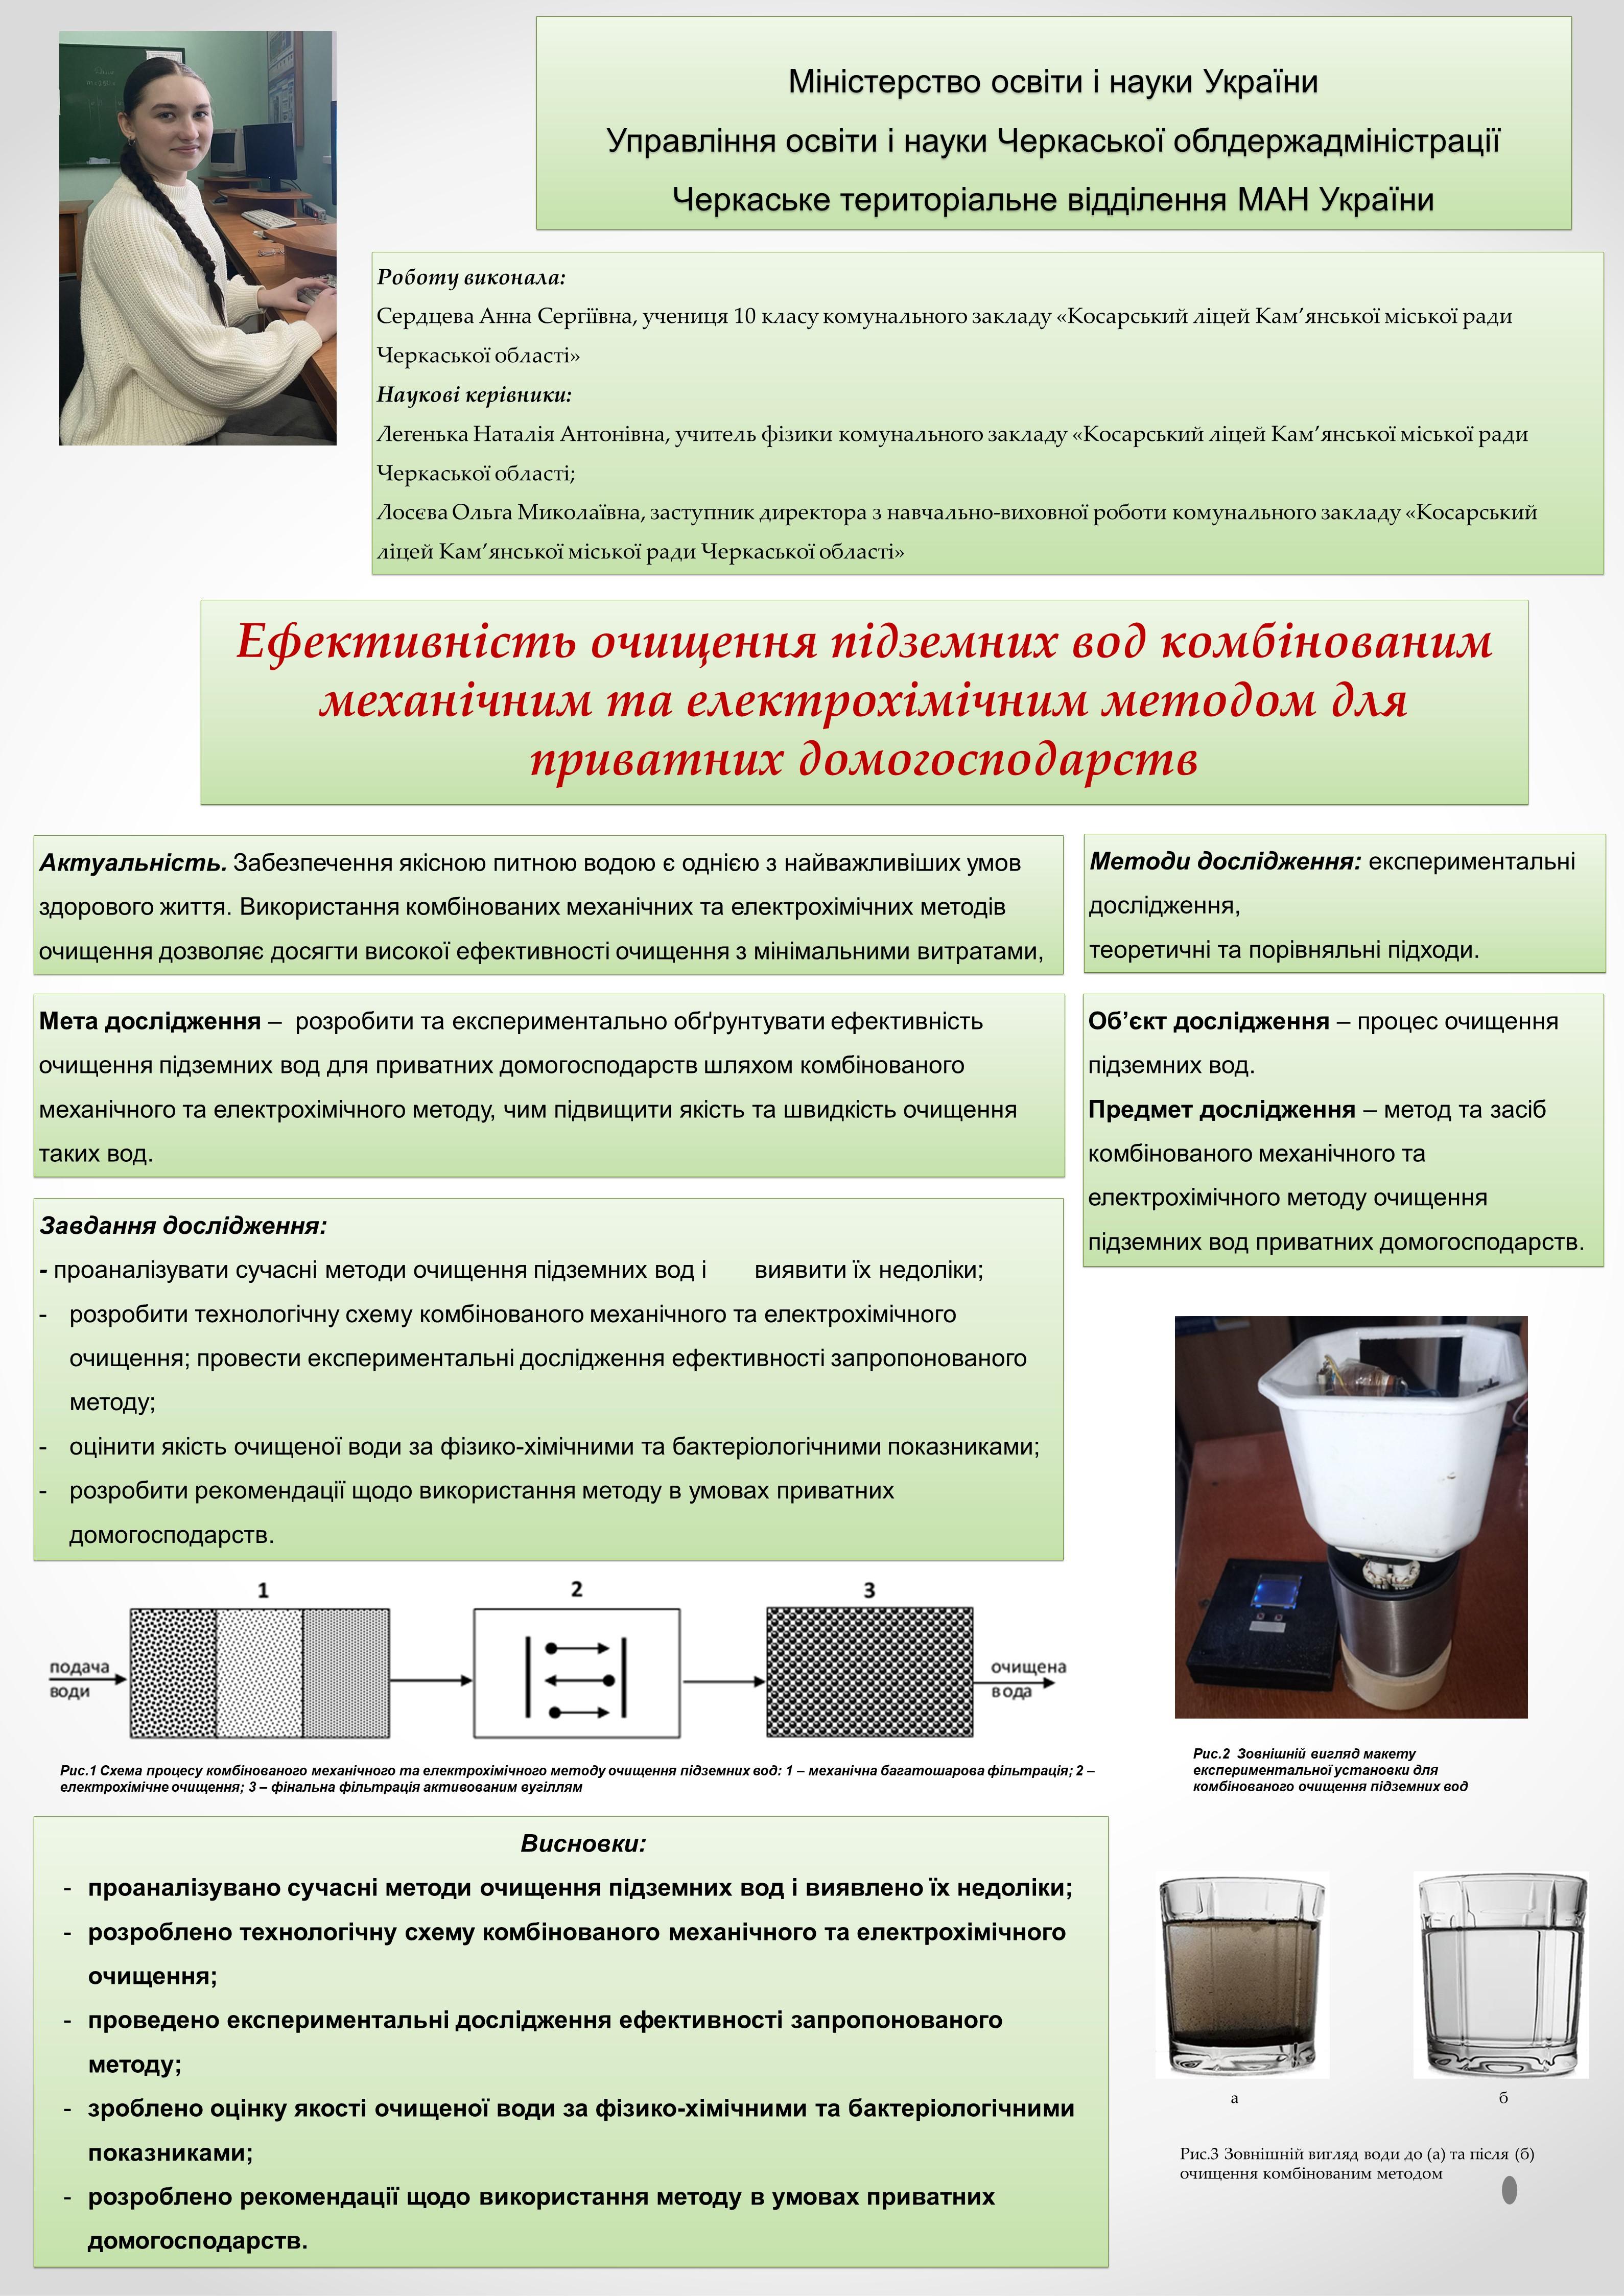 Міністерство освіти і науки України
Управління освіти і науки Черкаської облдержадміністрації
Черкаське територіальне відділення МАН України
Роботу виконала:
Сердцева Анна Сергіївна, учениця 10 класу комунального закладу «Косарський ліцей Кам’янської міської ради
Черкаської області»
Наукові керівники:
Легенька Наталія Антонівна, учитель фізики комунального закладу «Косарський ліцей Кам’янської міської ради
Черкаської області;
Лосєва Ольга Миколаївна, заступник директора з навчально-виховної роботи комунального закладу «Косарський
ліцей Кам’янської міської ради Черкаської області»
Ефективність очищення підземних вод комбінованим
механічним та електрохімічним методом для
приватних домогосподарств
Актуальність. Забезпечення якісною питною водою є однією з найважливіших умов
здорового життя. Використання комбінованих механічних та електрохімічних методів
очищення дозволяє досягти високої ефективності очищення з мінімальними витратами,
Методи дослідження: експериментальні
дослідження,
теоретичні та порівняльні підходи.
Мета дослідження – розробити та експериментально обґрунтувати ефективність
очищення підземних вод для приватних домогосподарств шляхом комбінованого
механічного та електрохімічного методу, чим підвищити якість та швидкість очищення
таких вод.
Об’єкт дослідження – процес очищення
підземних вод.
Предмет дослідження – метод та засіб
комбінованого механічного та
електрохімічного методу очищення
підземних вод приватних домогосподарств.
Завдання дослідження:
- проаналізувати сучасні методи очищення підземних вод і виявити їх недоліки;
- розробити технологічну схему комбінованого механічного та електрохімічного
очищення; провести експериментальні дослідження ефективності запропонованого
методу;
- оцінити якість очищеної води за фізико-хімічними та бактеріологічними показниками;
- розробити рекомендації щодо використання методу в умовах приватних
домогосподарств.
1 2 3
подача
води
очищена
вода
Рис.1 Схема процесу комбінованого механічного та електрохімічного методу очищення підземних вод: 1 – механічна багатошарова фільтрація; 2 –
електрохімічне очищення; 3 – фінальна фільтрація активованим вугіллям
Рис.2 Зовнішній вигляд макету
експериментальної установки для
комбінованого очищення підземних вод
Висновки:
- проаналізувано сучасні методи очищення підземних вод і виявлено їх недоліки;
- розроблено технологічну схему комбінованого механічного та електрохімічного
очищення;
- проведено експериментальні дослідження ефективності запропонованого
методу;
- зроблено оцінку якості очищеної води за фізико-хімічними та бактеріологічними
показниками;
- розроблено рекомендації щодо використання методу в умовах приватних
домогосподарств.
а б
Рис.3 Зовнішній вигляд води до (а) та після (б)
очищення комбінованим методом